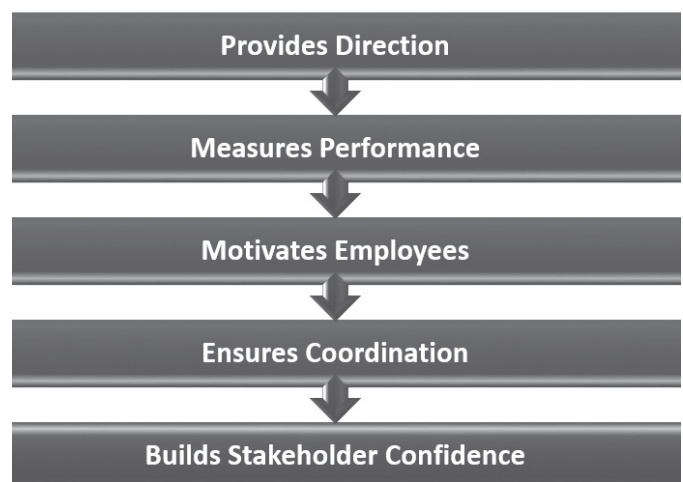 Provides Direction
Measures Performance
Motivates Employees
Ensures Coordination
Builds Stakeholder Confidence